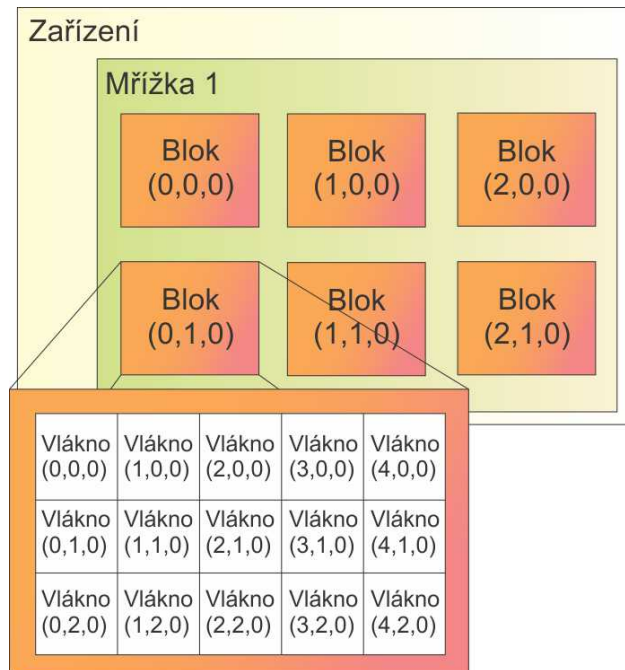 Zařízení
Mřížka 1
Blok
(0,0,0)
Blok
(1,0,0)
Blok
(2,0,0)
Blok
(0,1,0)
Blok
(1,1,0)
Blok
(2,1,0)
Vlákno
(0,0,0)
Vlákno
(1,0,0)
Vlákno
(2,0,0)
Vlákno
(3,0,0)
Vlákno
(4,0,0)
Vlákno
(0,1,0)
Vlákno
(1,1,0)
Vlákno
(2,1,0)
Vlákno
(3,1,0)
Vlákno
(4,1,0)
Vlákno
(0,2,0)
Vlákno
(1,2,0)
Vlákno
(2,2,0)
Vlákno
(3,2,0)
Vlákno
(4,2,0)